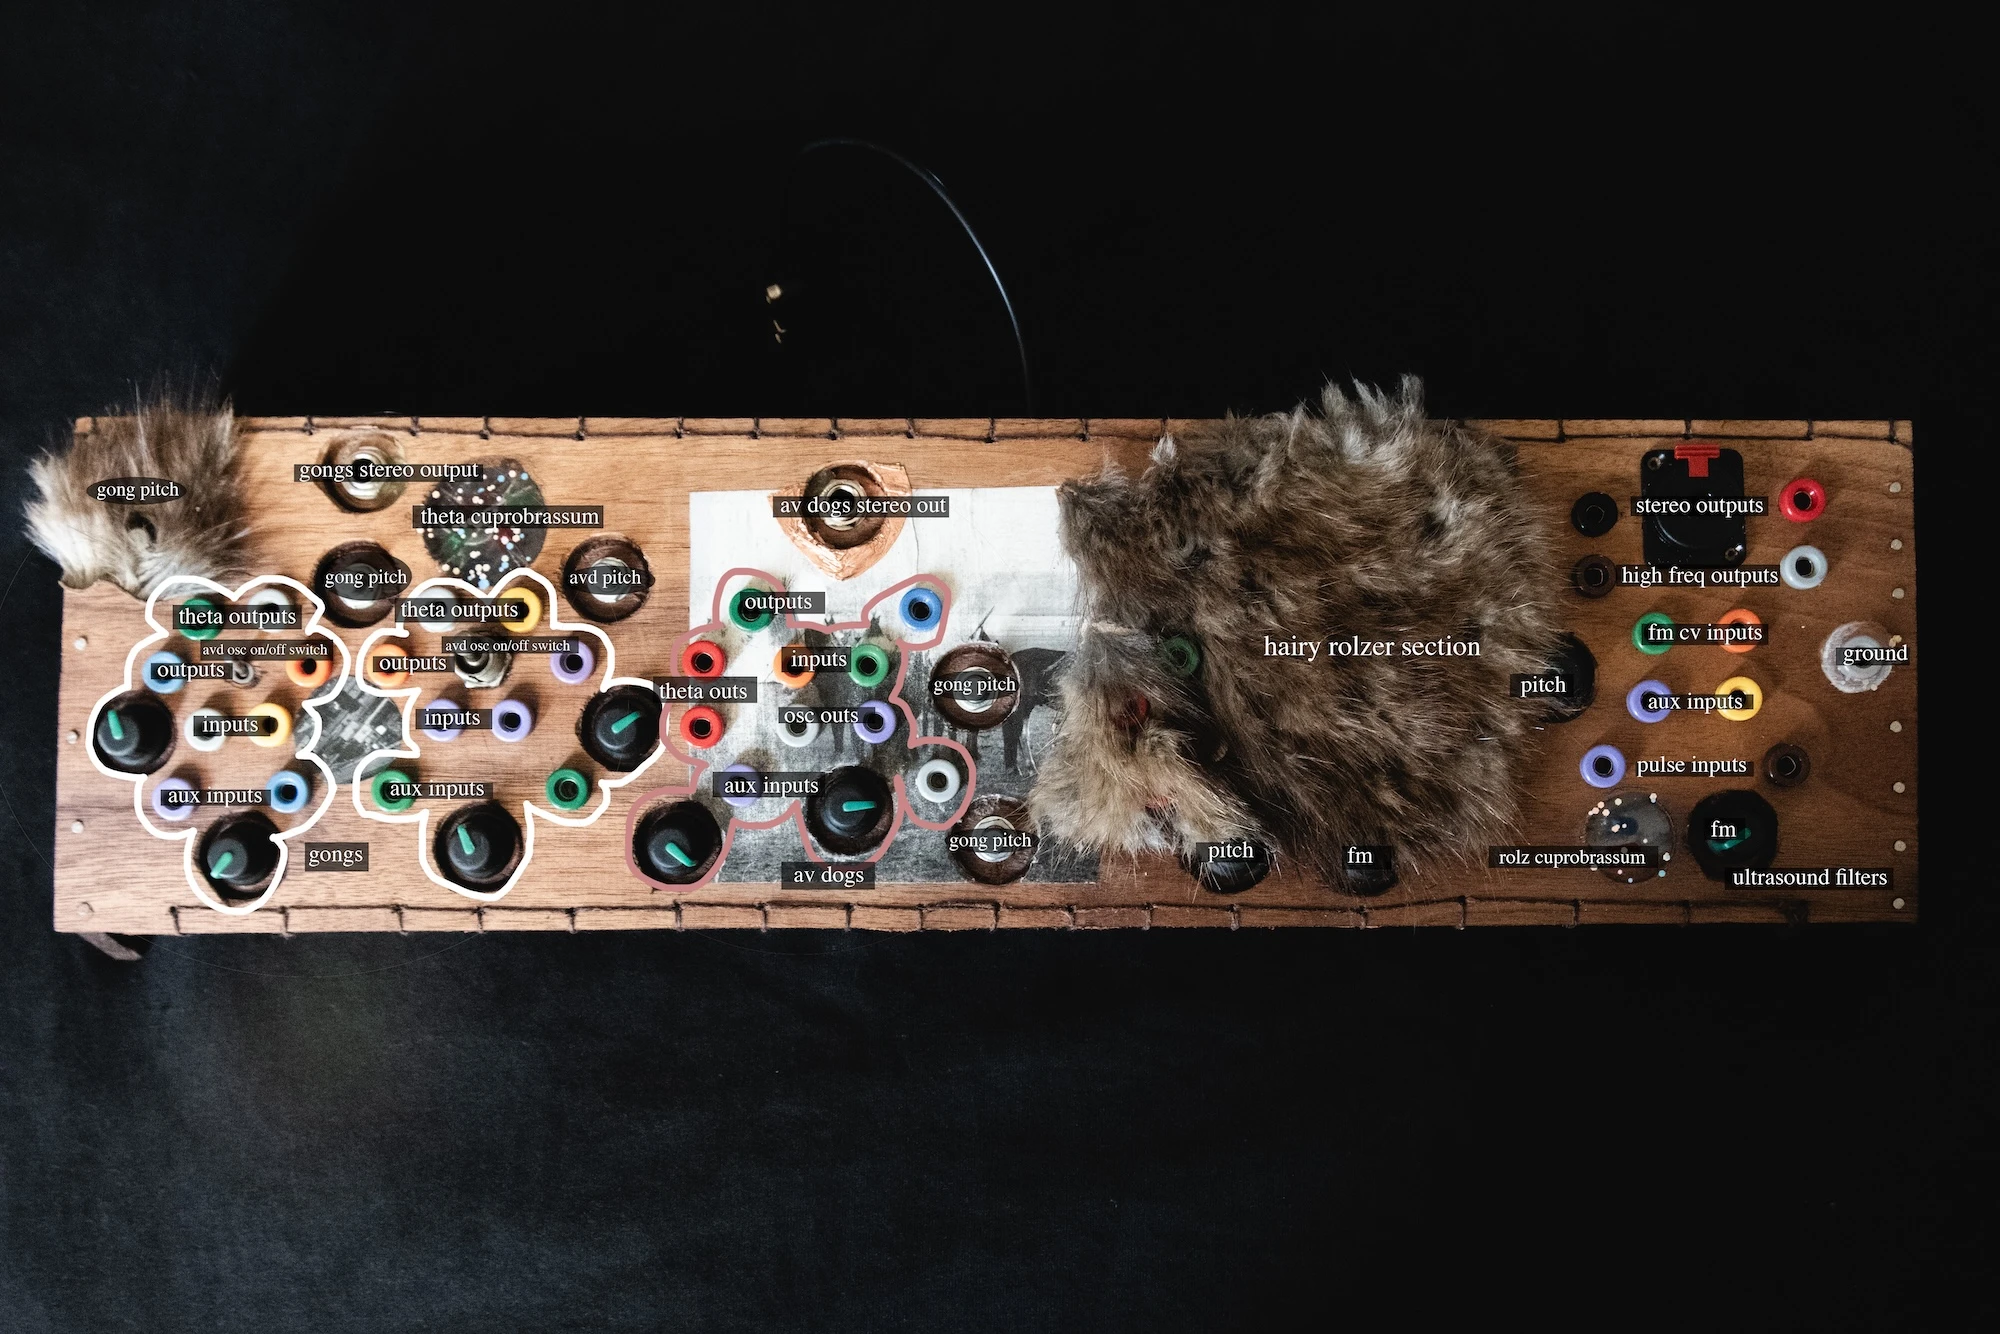 gong pitch
gongs stereo output
theta cuprobrassum
gong pitch
avd pitch
theta outputs
avd osc on/off switch
outputs
inputs
aux inputs
theta outputs
avd osc on/off switch
outputs
inputs
aux inputs
gongs
av dogs stereo out
outputs
inputs
theta outs
osc outs
aux inputs
gong pitch
gong pitch
av dogs
hairy rolzer section
pitch
fm
pitch
stereo outputs
high freq outputs
fm cv inputs
ground
aux inputs
pulse inputs
fm
rolz cuprobrassum
ultrasound filters